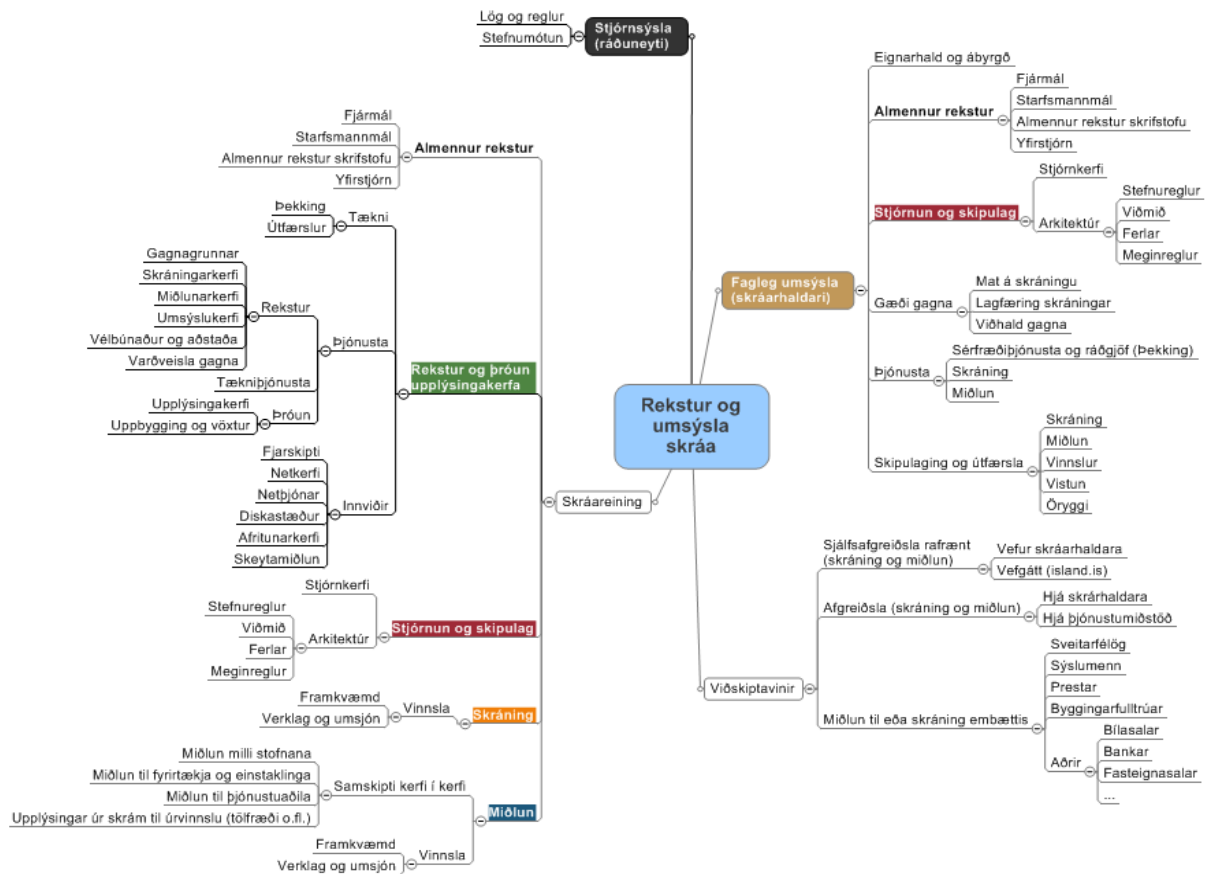 Lög og reglur
Stefnumótun
Stjórnsýsla
(ráðuneyti)
Fjármál
Starfsmannmál
Almennur rekstur skrifstofu
Yfirstjórn
Almennur rekstur
Þekking
Útfærslur
Tækni
Gagnagrunnar
Skráningarkerfi
Miðlunarkerfi
Umsýslukerfi
Vélbúnaður og aðstaða
Varðveisla gagna
Rekstur
Tækniþjónusta
Upplýsingakerfi
Uppbygging og vöxtur
Þróun
Þjónusta
Fjarskipti
Netkerfi
Netþjónar
Diskastæður
Afritunarkerfi
Skeytamiðlun
Innviðir
Rekstur og þróun
upplýsingakerfa
Stjórnkerfi
Stefnureglur
Viðmið
Ferlar
Meginreglur
Arkitektúr
Stjórnun og skipulag
Framkvæmd
Verklag og umsjón
Vinnsla
Skráning
Miðlun milli stofnana
Miðlun til fyrirtækja og einstaklinga
Miðlun til þjónustuaðila
Upplýsingar úr skrám til úrvinnslu (tölfræði o.fl.)
Samskipti kerfi í kerfi
Framkvæmd
Verklag og umsjón
Vinnsla
Miðlun
Skráareining
Rekstur og
umsýsla
skráa
Fagleg umsýsla
(skráarhaldari)
Eignarhald og ábyrgð
Almennur rekstur
Fjármál
Starfsmannmál
Almennur rekstur skrifstofu
Yfirstjórn
Stjórnun og skipulag
Stjórnkerfi
Arkitektúr
Stefnureglur
Viðmið
Ferlar
Meginreglur
Gæði gagna
Mat á skráningu
Lagfæring skráningar
Viðhald gagna
Þjónusta
Sérfræðiþjónusta og ráðgjöf (Þekking)
Skráning
Miðlun
Skipulaging og útfærsla
Skráning
Miðlun
Vinnslur
Vistun
Öryggi
Viðskiptavinir
Sjálfsafgreiðsla rafrænt
(skráning og miðlun)
Vefur skráarhaldara
Vefgátt (island.is)
Afgreiðsla (skráning og miðlun)
Hjá skrárhaldara
Hjá þjónustumiðstöð
Miðlun til eða skráning embættis
Sveitarfélög
Sýslumenn
Prestar
Byggingarfulltrúar
Aðrir
Bílasalar
Bankar
Fasteignasalar
...